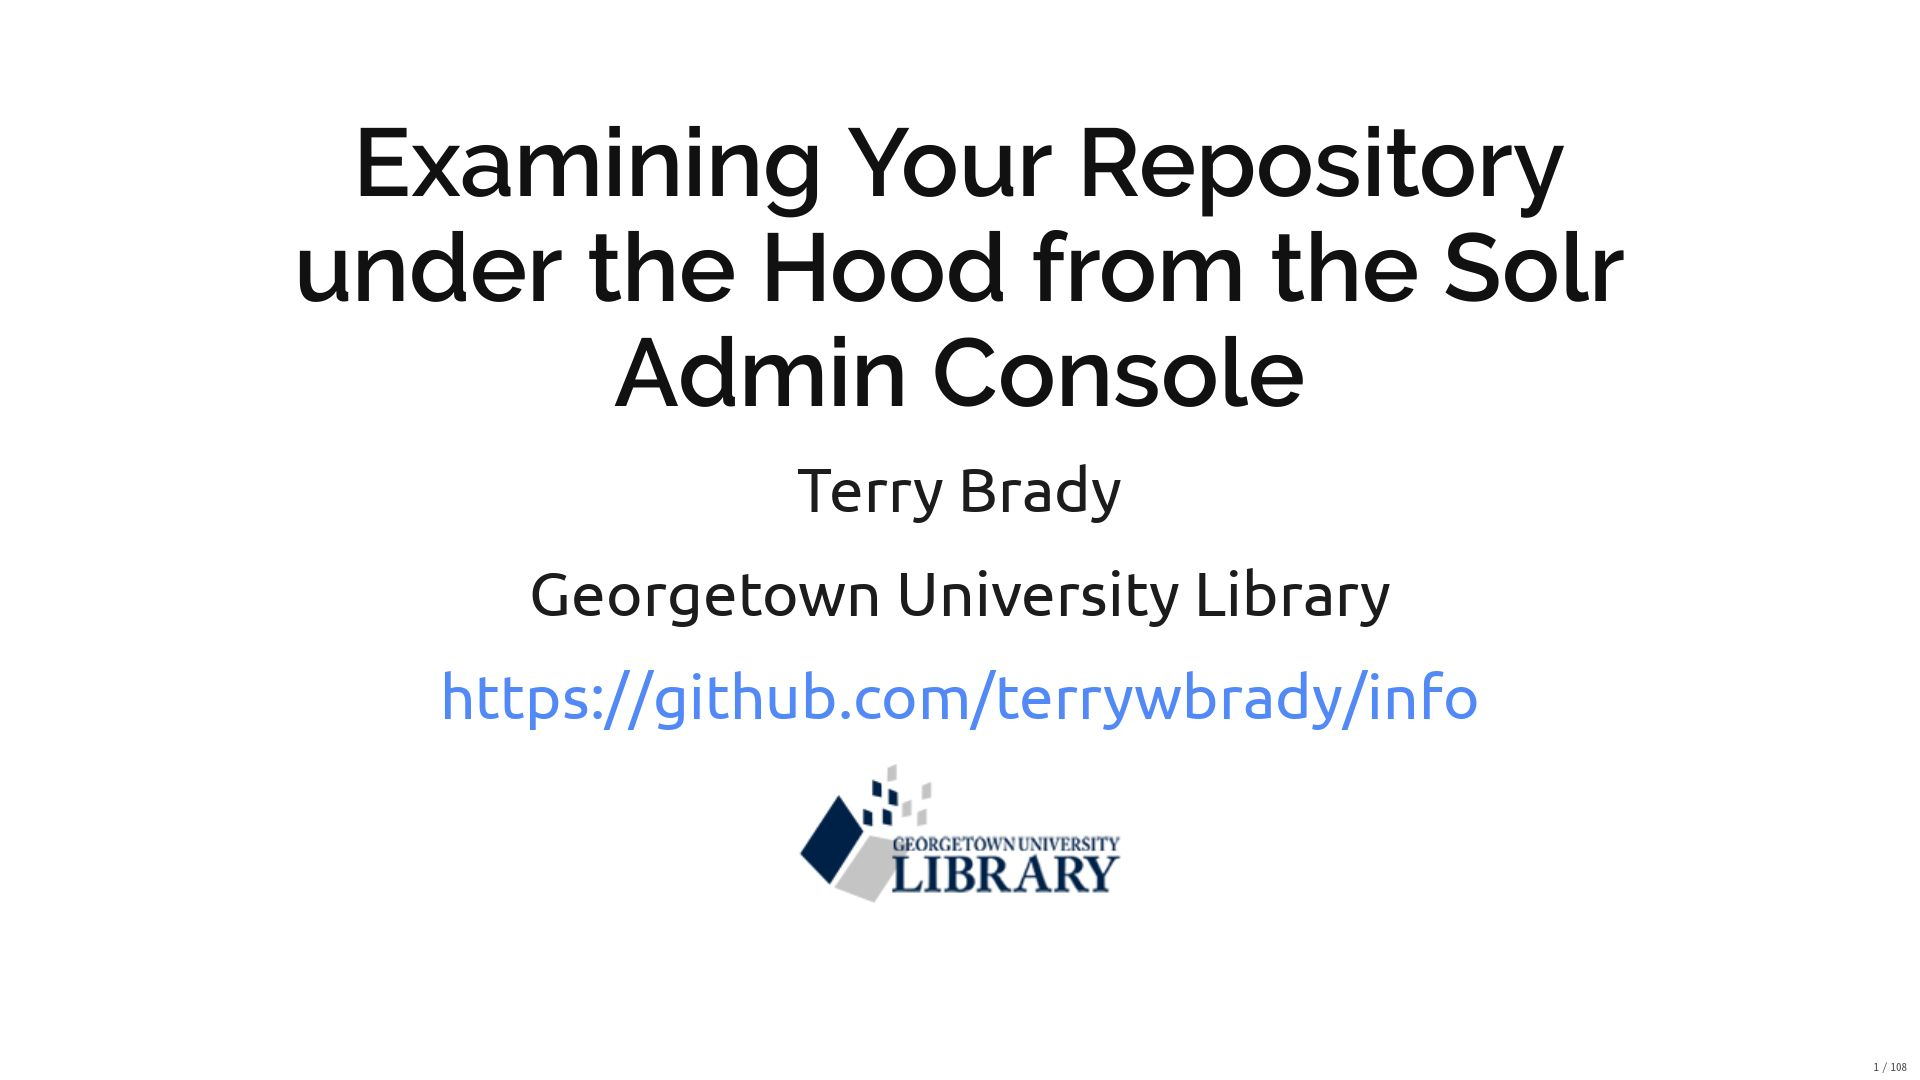 Examining Your Repository
under the Hood from the Solr
Admin Console
Terry Brady
Georgetown University Library
https://github.com/terrywbrady/info
GEORGETOWN UNIVERSITY
LIBRARY
1 / 108